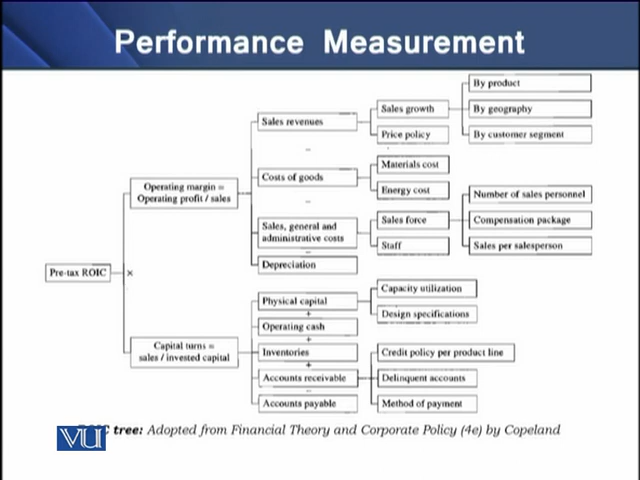 Performance Measurement
Pre-tax ROIC
×
Operating margin =
Operating profit / sales
Sales revenues
Sales growth
By product
By geography
By customer segment
Price policy
–
Costs of goods
Materials cost
Energy cost
–
Sales, general and
administrative costs
Sales force
Number of sales personnel
Compensation package
Sales per salesperson
Staff
–
Depreciation
Capital turns =
sales / invested capital
Physical capital
Capacity utilization
Design specifications
+
Operating cash
+
Inventories
+
Accounts receivable
Credit policy per product line
Delinquent accounts
Method of payment
–
Accounts payable
VU
tree: Adopted from Financial Theory and Corporate Policy (4e) by Copeland